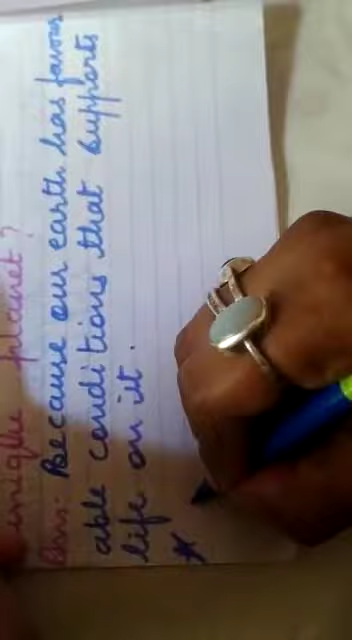 unique planet?
Ans: Because our earth has favour
able conditions that supports
life on it.